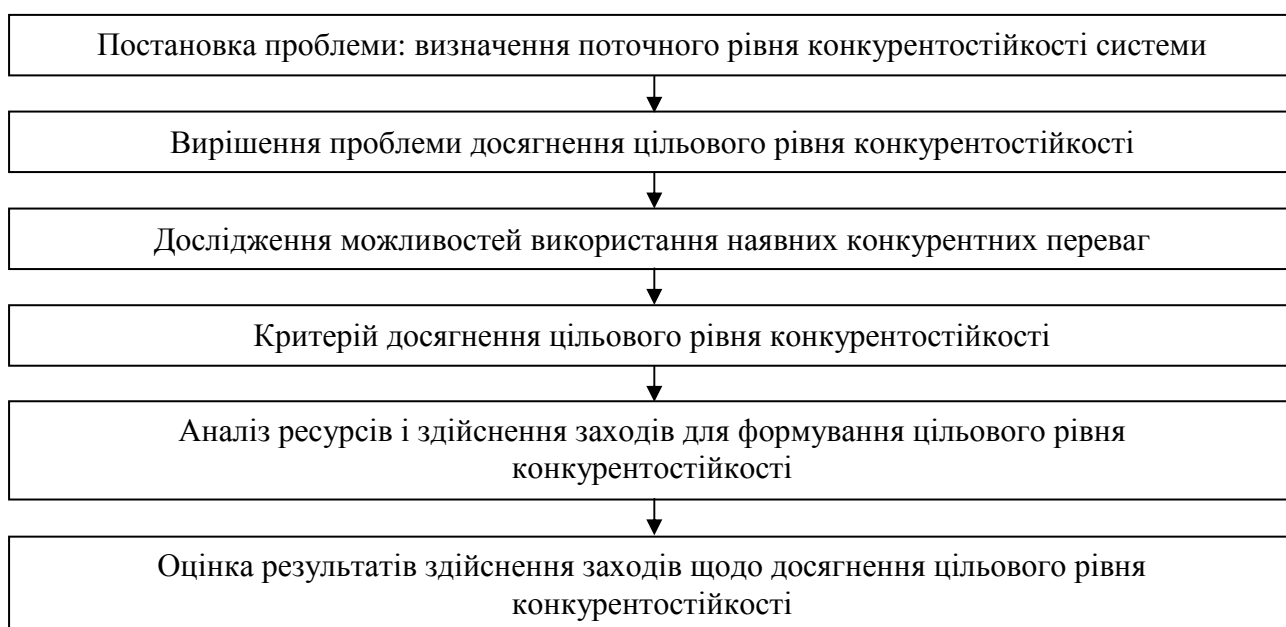 Постановка проблеми: визначення поточного рівня конкурентостійкості системи
Вирішення проблеми досягнення цільового рівня конкурентостійкості
Дослідження можливостей використання наявних конкурентних переваг
Критерій досягнення цільового рівня конкурентостійкості
Аналіз ресурсів і здійснення заходів для формування цільового рівня
конкурентостійкості
Оцінка результатів здійснення заходів щодо досягнення цільового рівня
конкурентостійкості